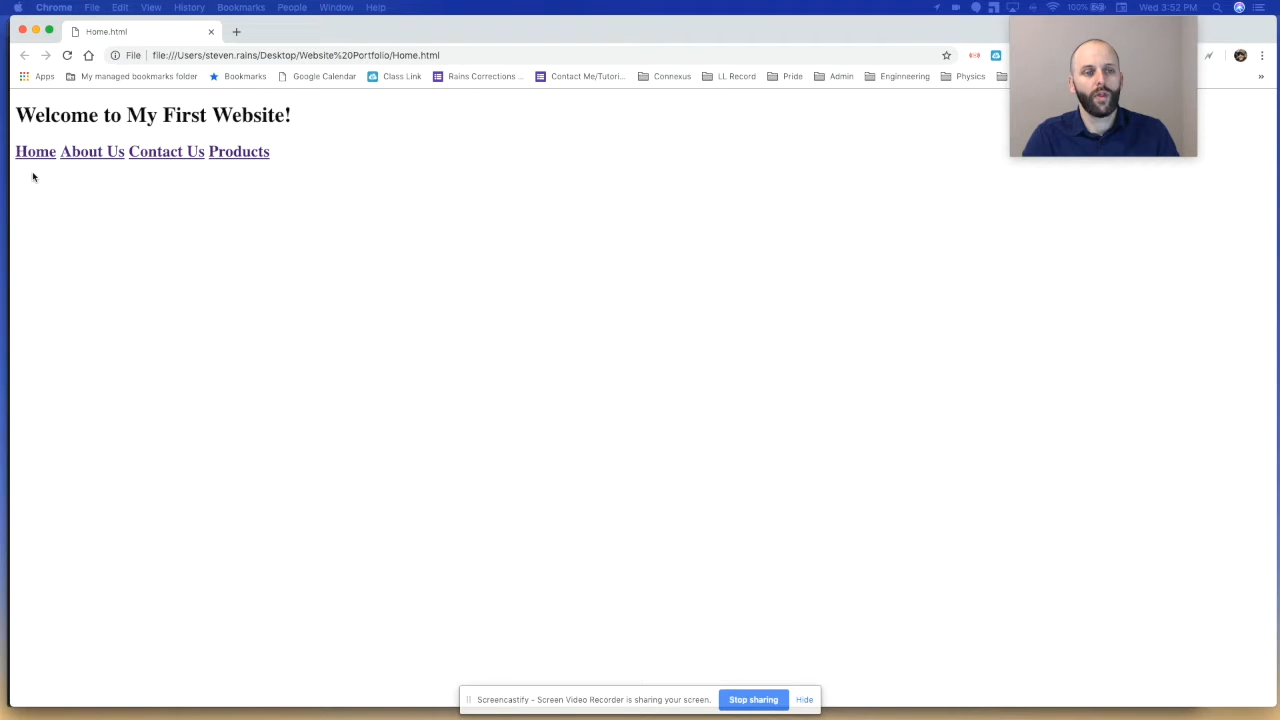 Chrome File Edit View History Bookmarks People Window Help 100% Wed 3:52 PM
Home.html
File file:///Users/steven.rains/Desktop/Website%20Portfolio/Home.html
Apps My managed bookmarks folder Bookmarks Google Calendar Class Link Rains Corrections ... Contact Me/Tutori... Connexus LL Record Pride Admin Enginnering Physics »
Welcome to My First Website!
Home About Us Contact Us Products
Screencastify - Screen Video Recorder is sharing your screen. Stop sharing Hide